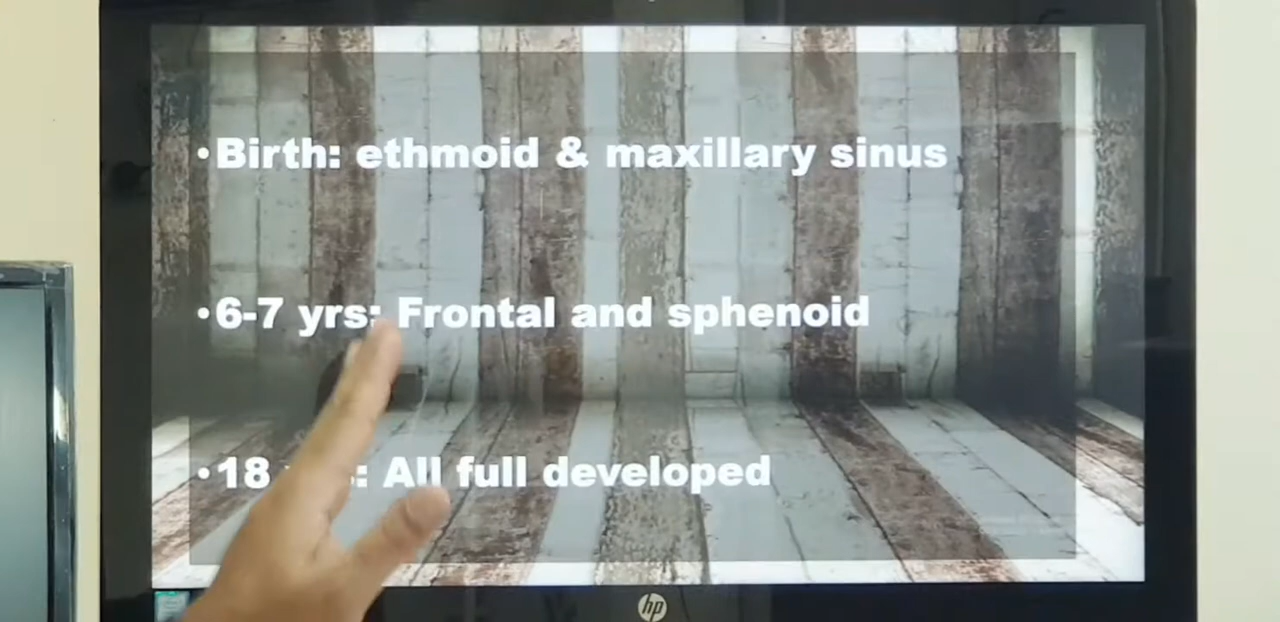 •Birth: ethmoid & maxillary sinus
•6-7 yrs: Frontal and sphenoid
•18 : All full developed
hp